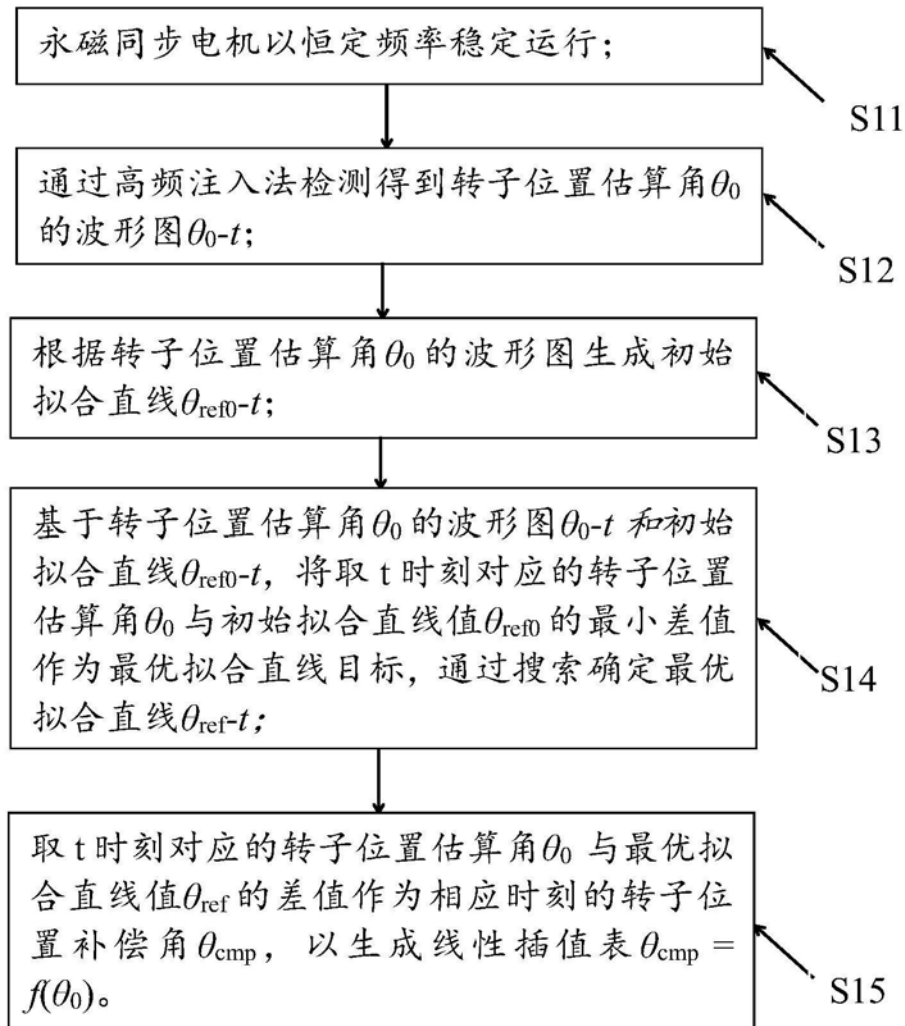 永磁同步电机以恒定频率稳定运行；
S11
通过高频注入法检测得到转子位置估算角θ0
的波形图θ0-t；
S12
根据转子位置估算角θ0的波形图生成初始
拟合直线θref0-t；
S13
基于转子位置估算角θ0的波形图θ0-t 和初始
拟合直线θref0-t，将取 t 时刻对应的转子位置
估算角θ0与初始拟合直线值θref0的最小差值
作为最优拟合直线目标，通过搜索确定最优
拟合直线θref-t；
S14
取 t 时刻对应的转子位置估算角θ0 与最优拟
合直线值θref的差值作为相应时刻的转子位
置补偿角θcmp，以生成线性插值表θcmp =
f(θ0)。
S15